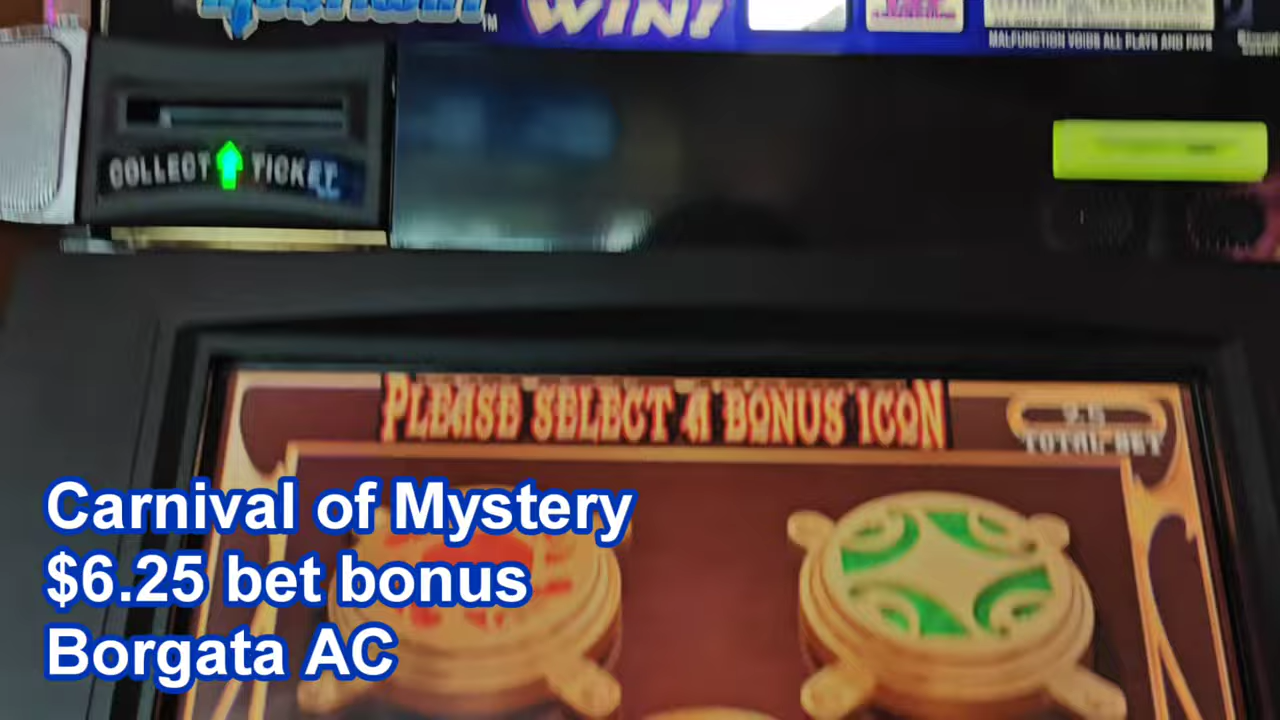 WIN!
TM
MALFUNCTION VOIDS ALL PLAYS AND PAYS
COLLECT TICKET
PLEASE SELECT A BONUS ICON
TOTAL BET
Carnival of Mystery
$6.25 bet bonus
Borgata AC